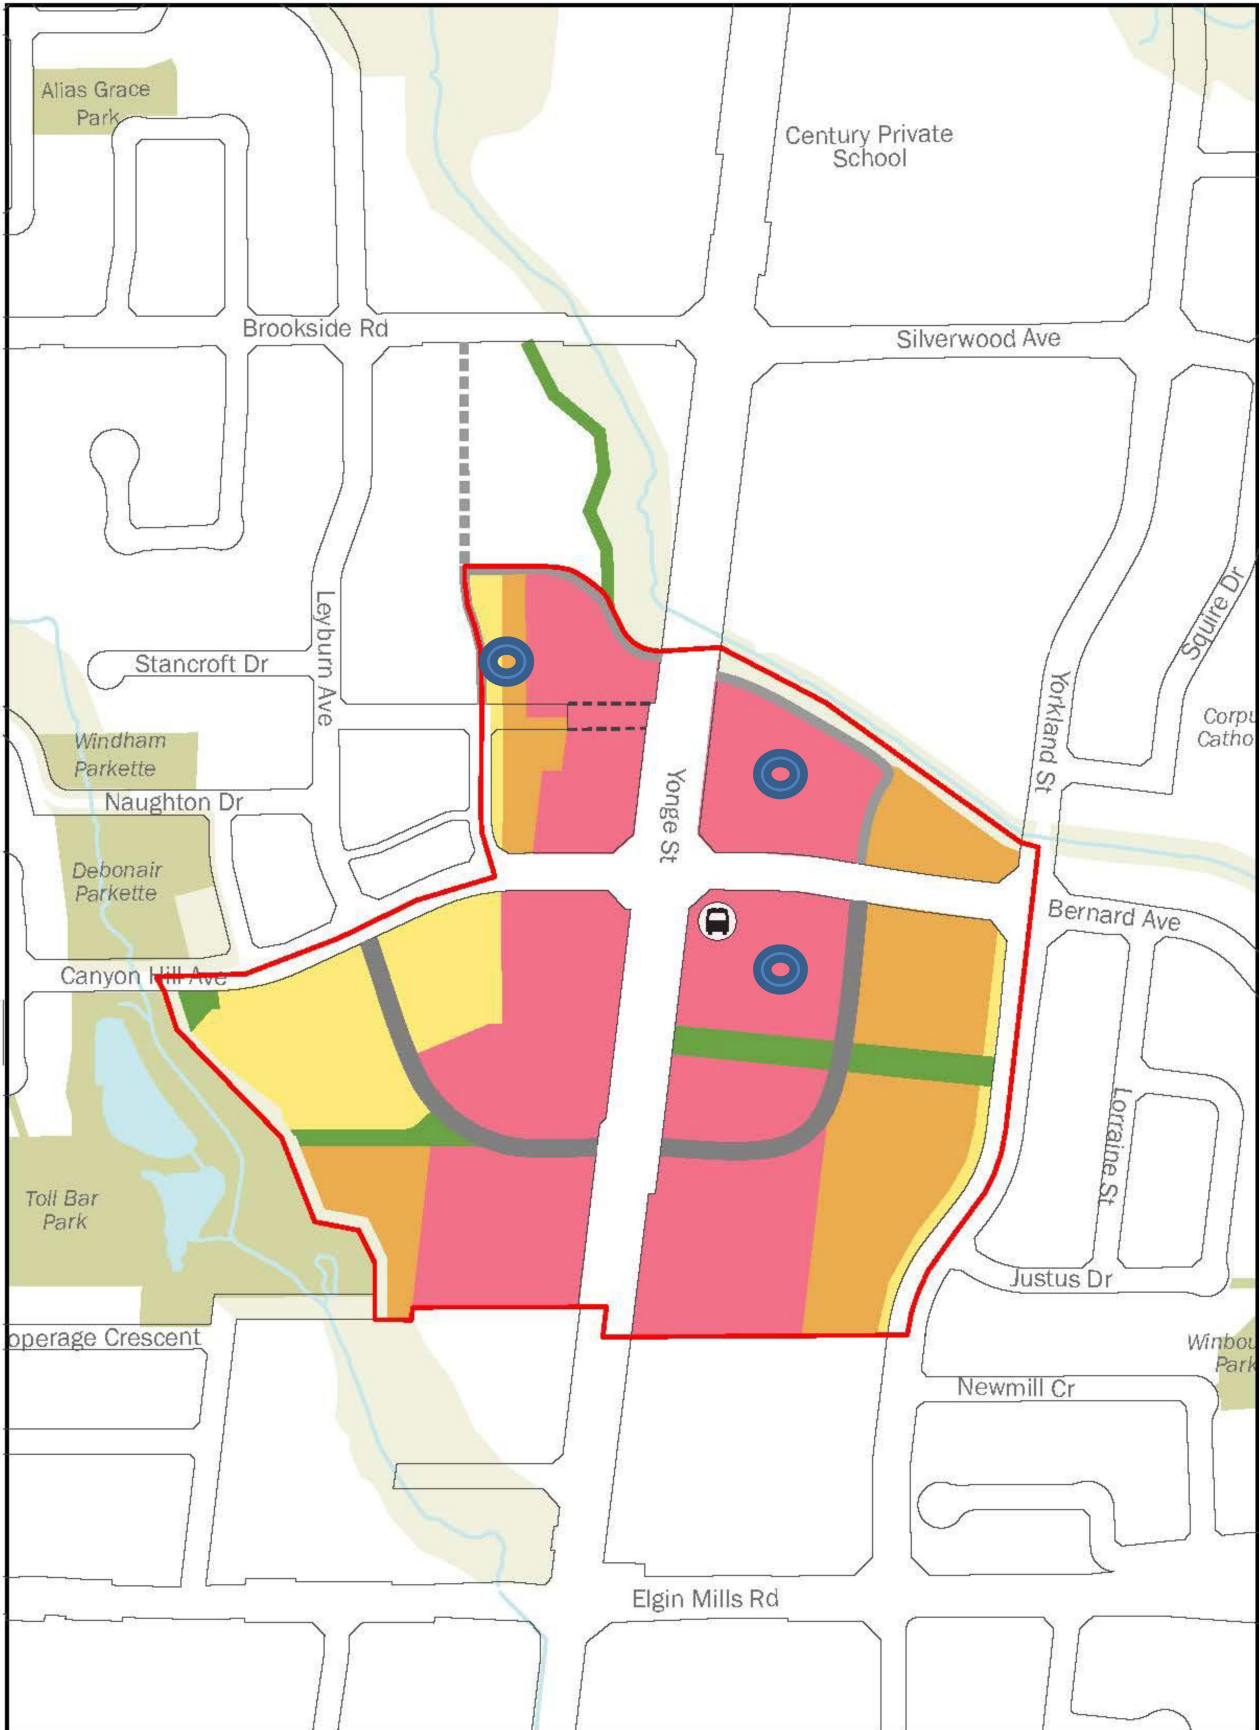 Alias Grace
Park
Century Private
School
Brookside Rd
Silverwood Ave
Leyburn Ave
Squire Dr
Stancroft Dr
Yorkland St
Corpu
Catho
Windham
Parkette
Naughton Dr
Yonge St
Debonair
Parkette
Bernard Ave
Canyon Hill Ave
Lorraine St
Toll Bar
Park
Justus Dr
operage Crescent
Winbou
Park
Newmill Cr
Elgin Mills Rd